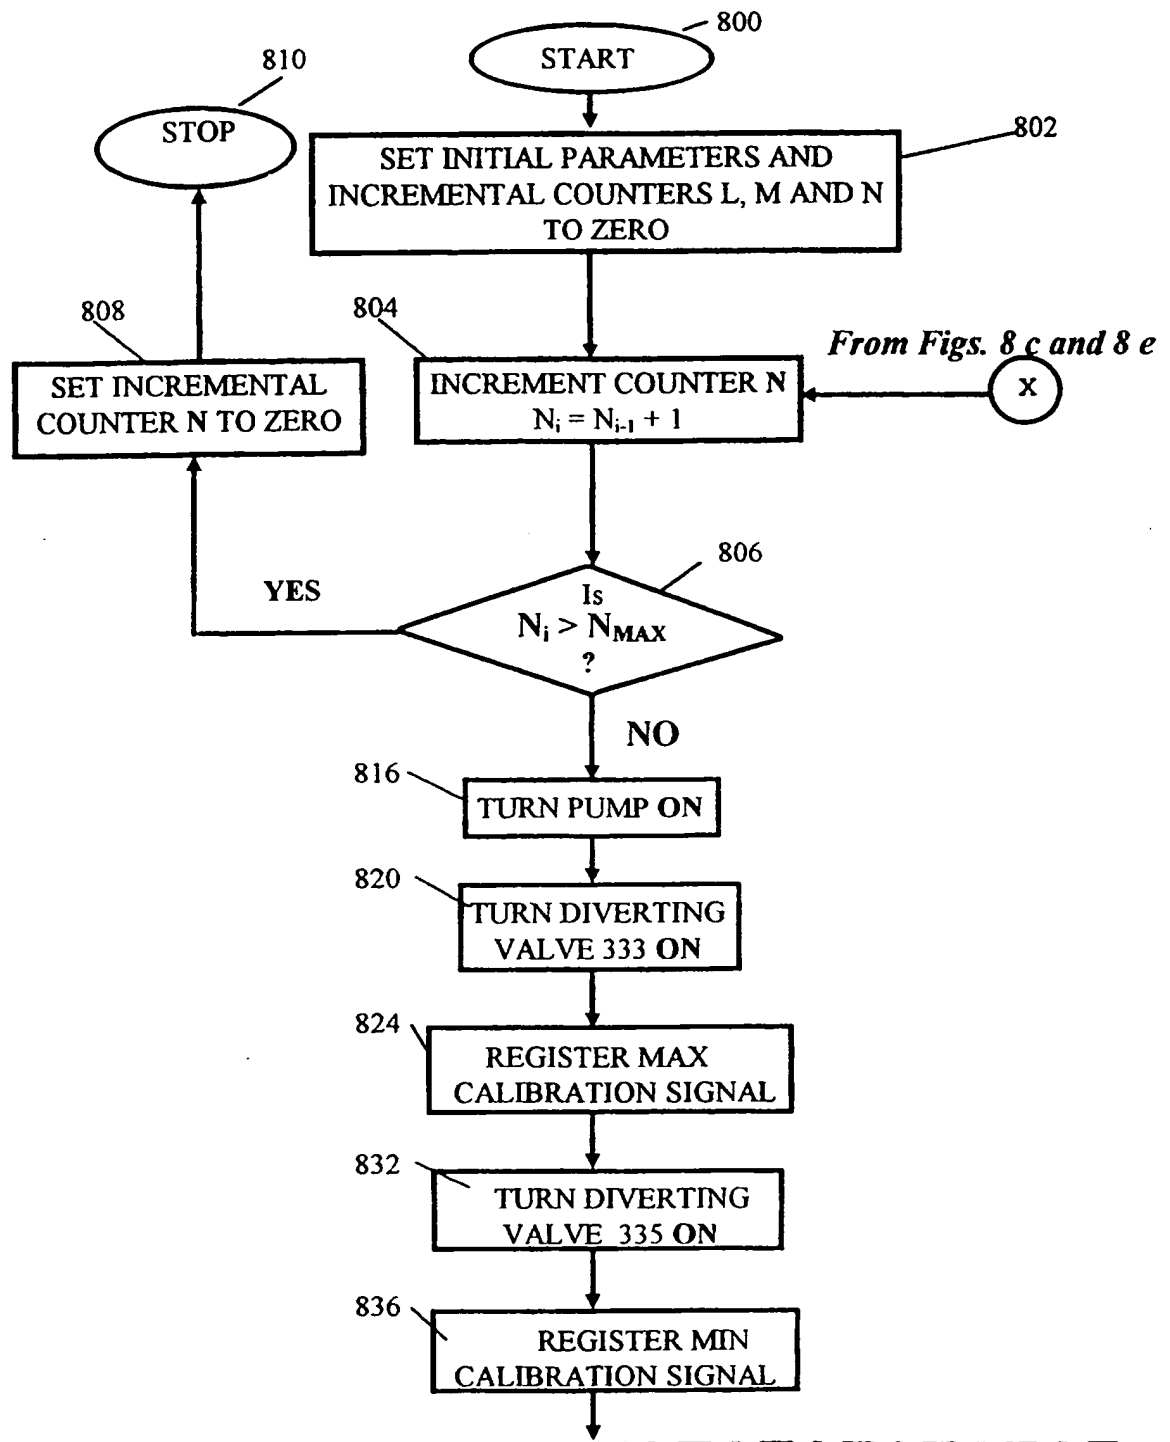 800
START
810
STOP
802
SET INITIAL PARAMETERS AND
INCREMENTAL COUNTERS L, M AND N
TO ZERO
808
804
From Figs. 8 c and 8 e
SET INCREMENTAL
COUNTER N TO ZERO
INCREMENT COUNTER N
Nᵢ = Nᵢ₋₁ + 1
X
806
YES
Is
Nᵢ > N_MAX
?
NO
816
TURN PUMP ON
820
TURN DIVERTING
VALVE 333 ON
824
REGISTER MAX
CALIBRATION SIGNAL
832
TURN DIVERTING
VALVE 335 ON
836
REGISTER MIN
CALIBRATION SIGNAL